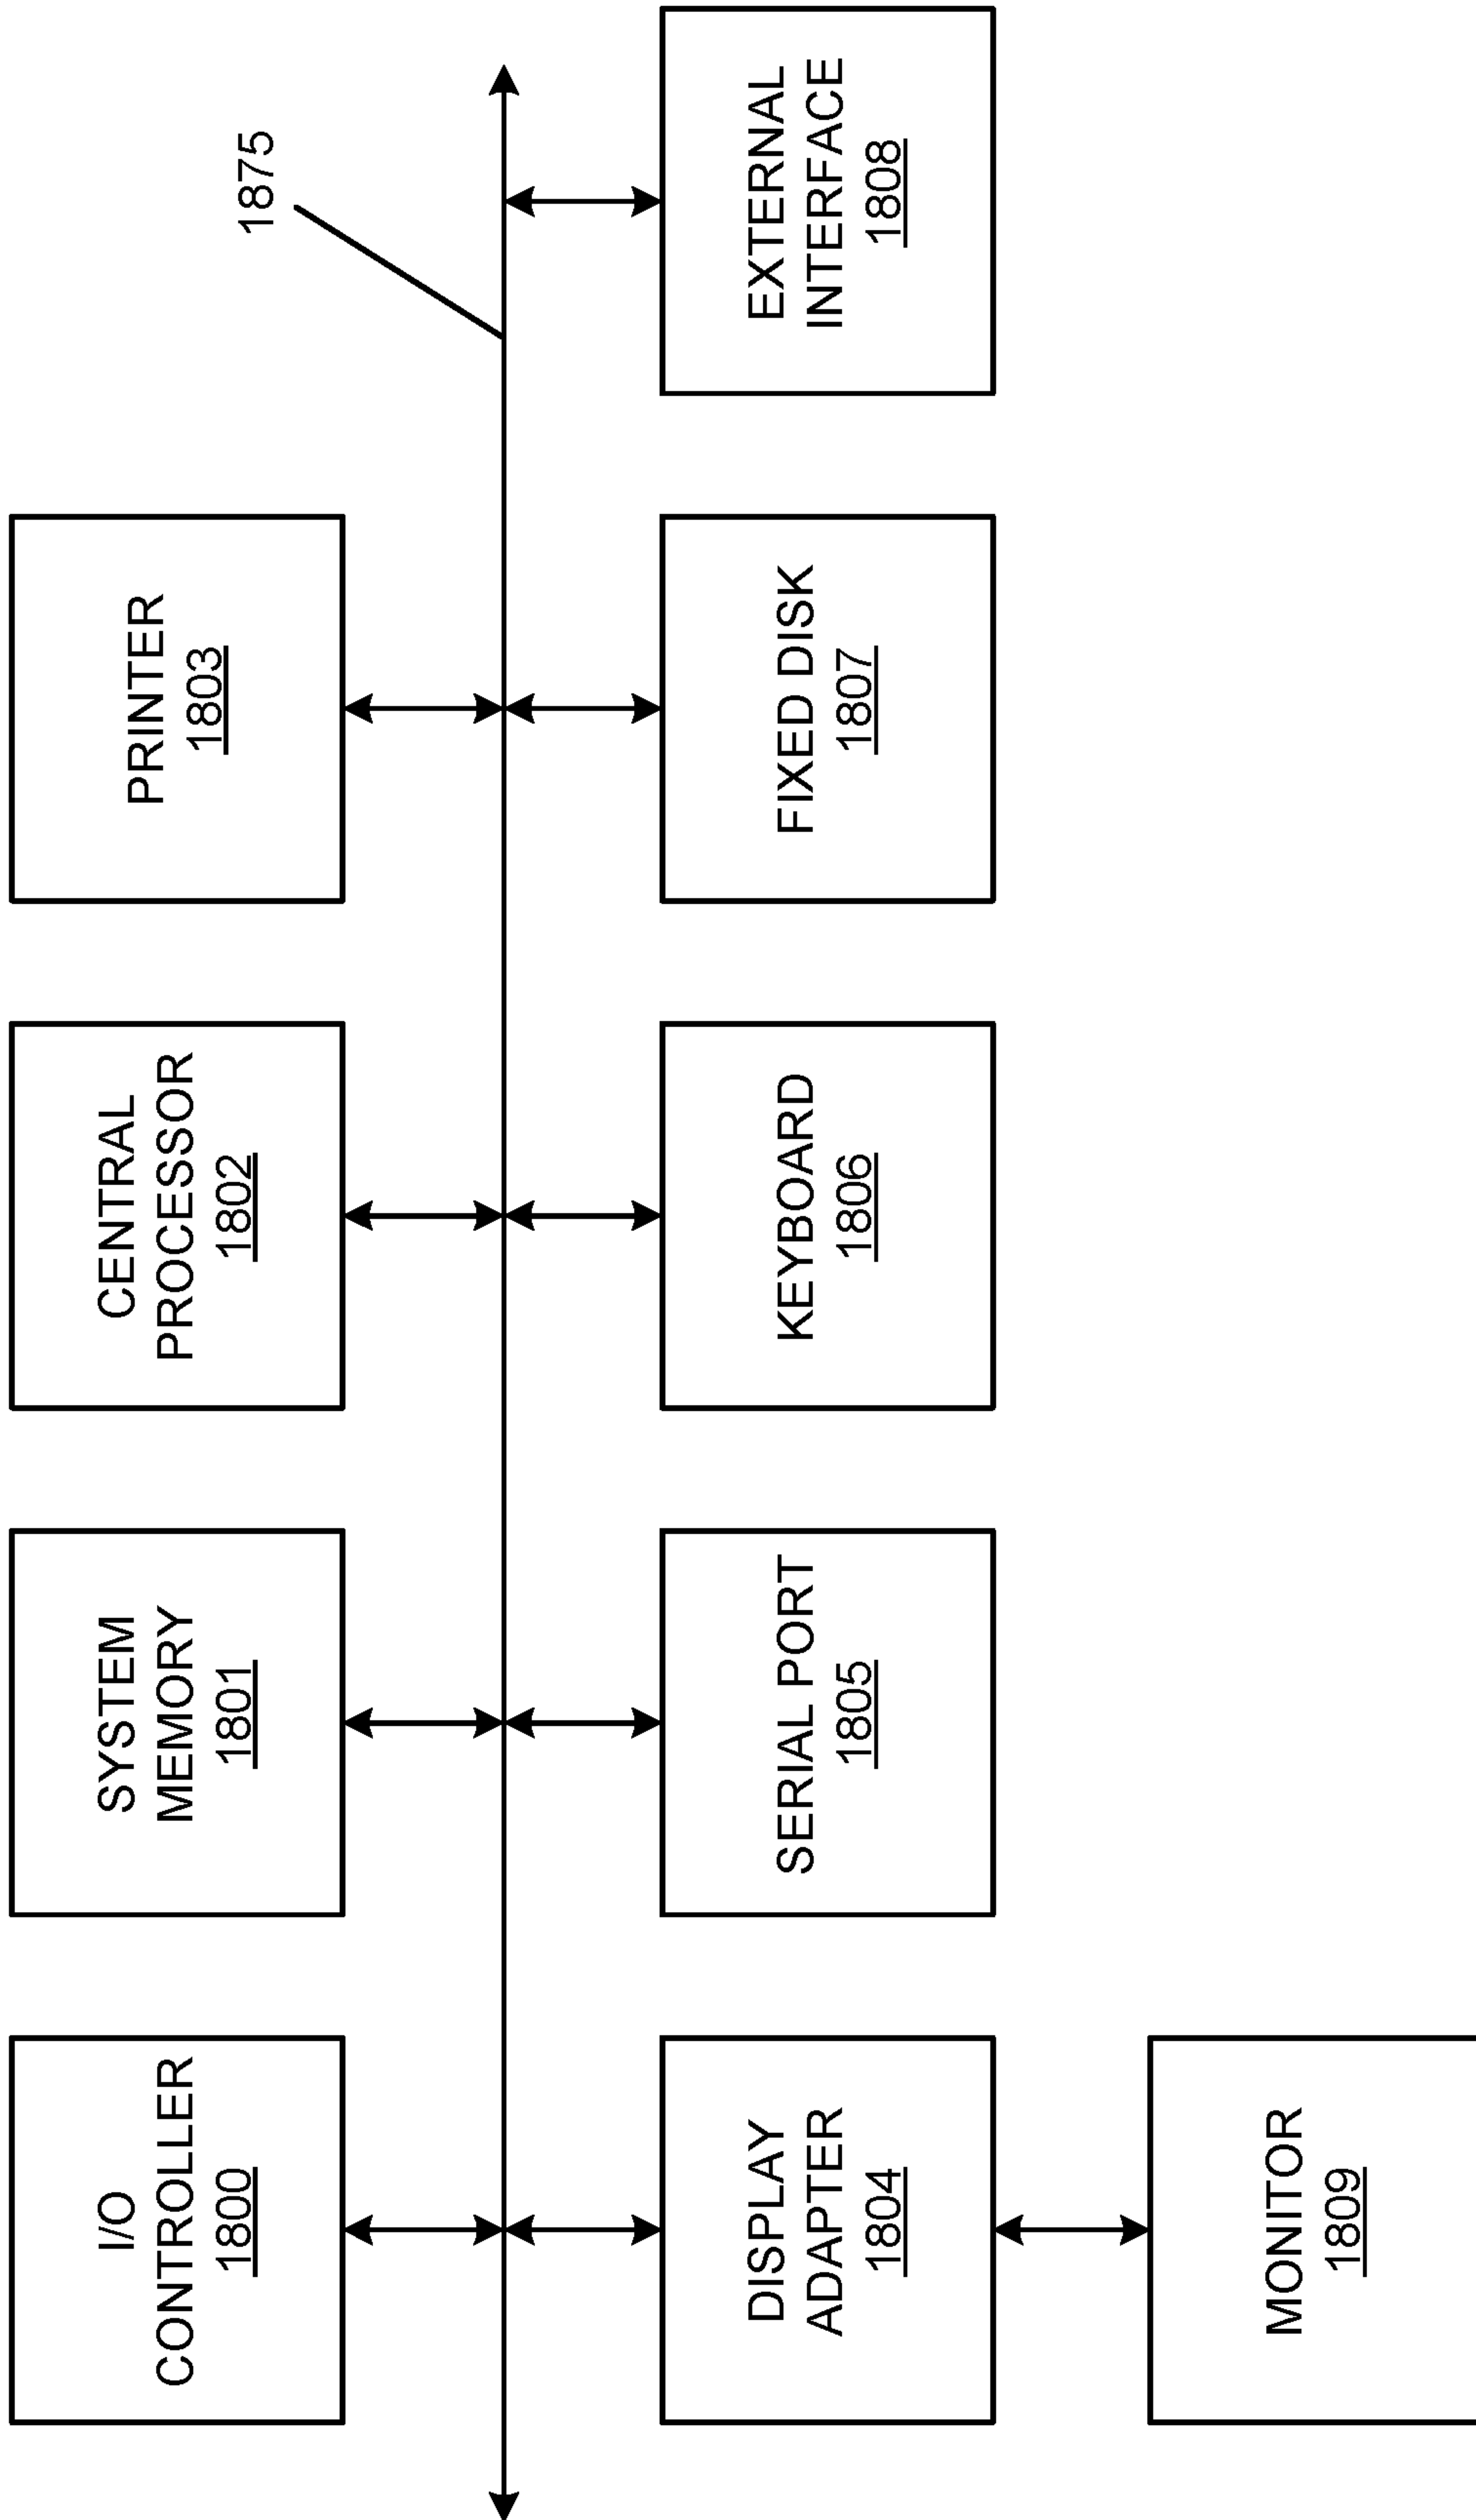 I/O
CONTROLLER
1800
SYSTEM
MEMORY
1801
CENTRAL
PROCESSOR
1802
PRINTER
1803
1875
DISPLAY
ADAPTER
1804
SERIAL PORT
1805
KEYBOARD
1806
FIXED DISK
1807
EXTERNAL
INTERFACE
1808
MONITOR
1809